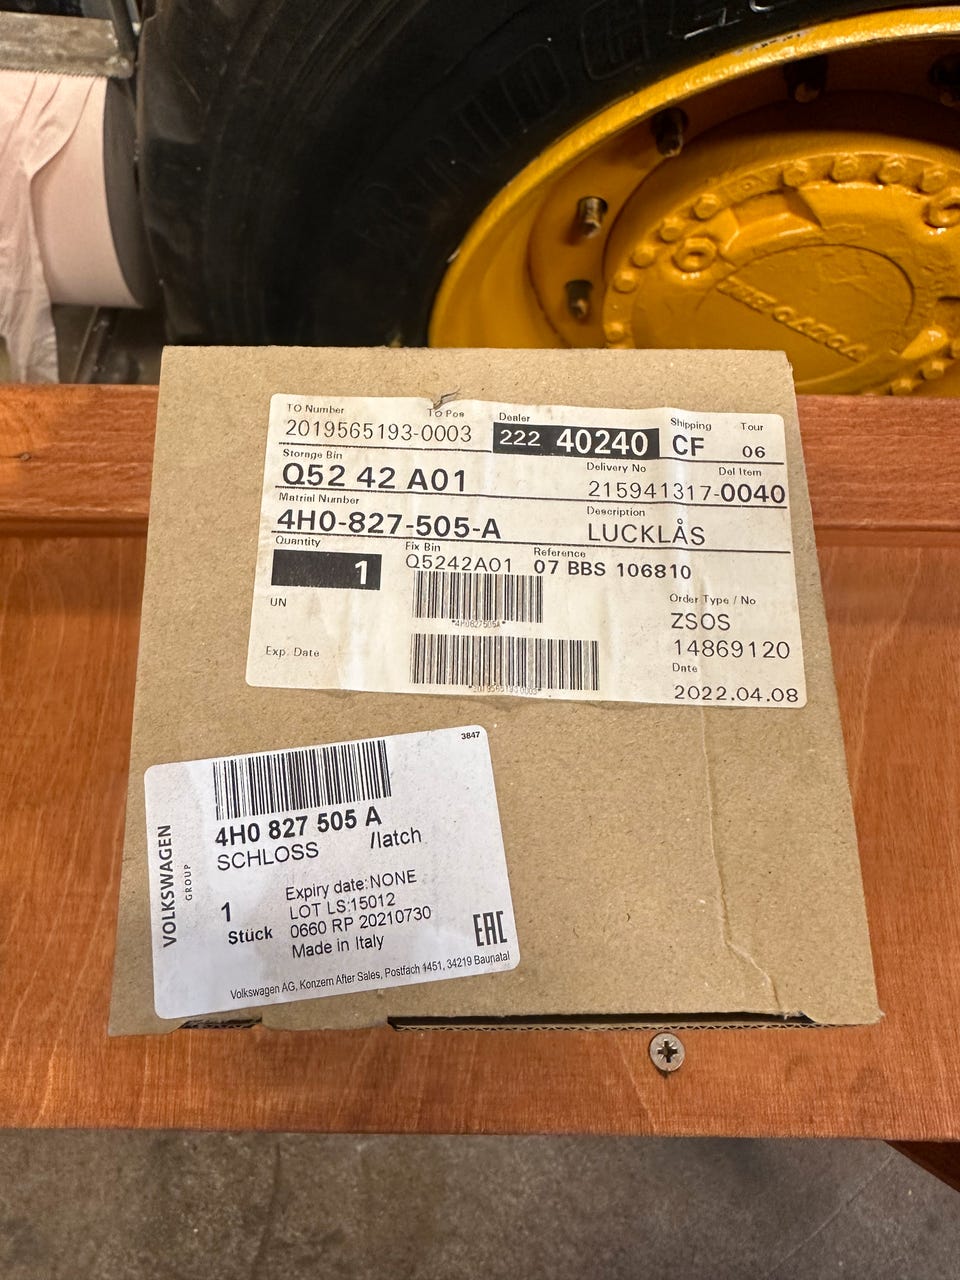 TO Number To Pos Dealer Shipping Tour
2019565193-0003 222 40240 CF 06
Storage Bin Delivery No Del Item
Q52 42 A01 215941317-0040
Matrial Number Description
4H0-827-505-A LUCKLÅS
Quantity Fix Bin Reference
1 Q5242A01 07 BBS 106810
UN
*4H0827505A*
Order Type / No
ZSOS
14869120
Exp. Date
Date
*20195651930003*
2022.04.08
3847
VOLKSWAGEN
GROUP
4H0 827 505 A
SCHLOSS /latch
1
Stück
Expiry date: NONE
LOT LS:15012
0660 RP 20210730
Made in Italy
EAC
Volkswagen AG, Konzern After Sales, Postfach 1451, 34219 Baunatal